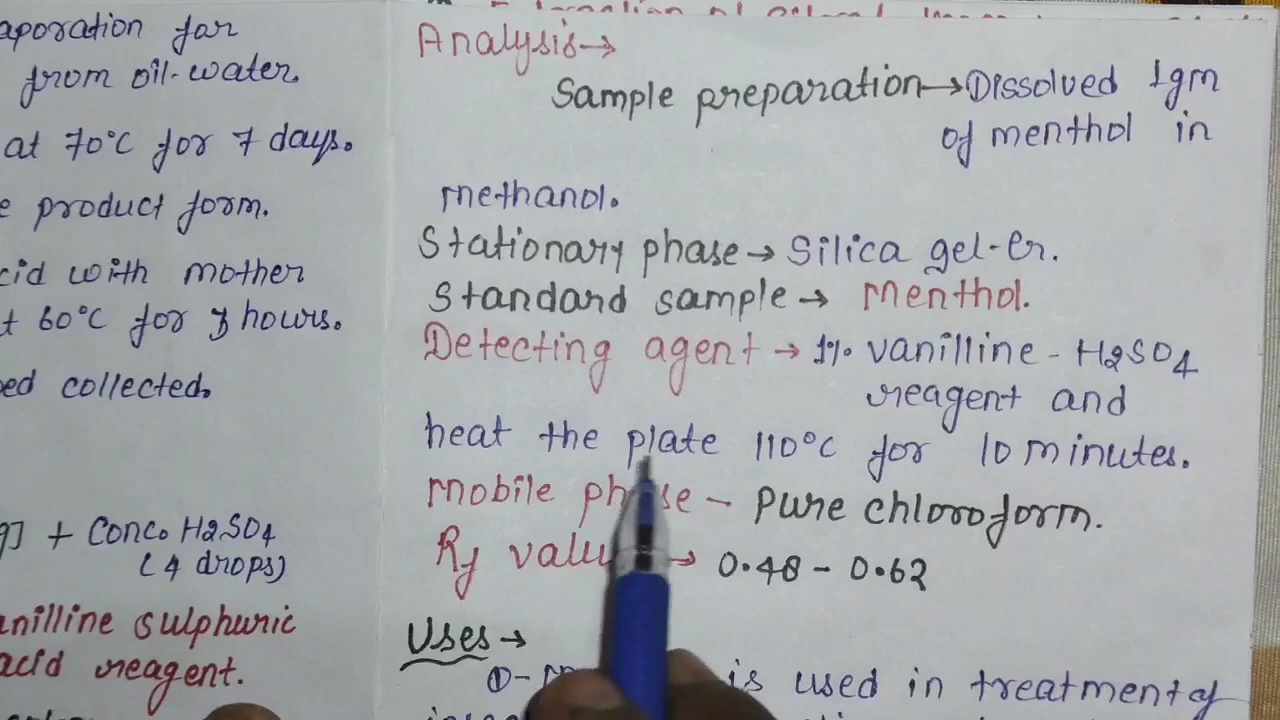 aporation for
from oil-water.
at 70°C for 7 days.
e product form.
cid with mother
t 60°C for 3 hours.
ed collected.
+ Conc. H2SO4
(4 drops)
anilline sulphuric
acid reagent.
Analysis→
Sample preparation→Dissolved 1gm
of menthol in
methanol.
Stationary phase→ Silica gel-G.
Standard sample→ Menthol.
Detecting agent → 1% vanilline - H2SO4
reagent and
heat the plate 110°C for 10 minutes.
Mobile phase - Pure chloroform.
Rf value → 0.48 - 0.62
Uses→
①- is used in treatment of